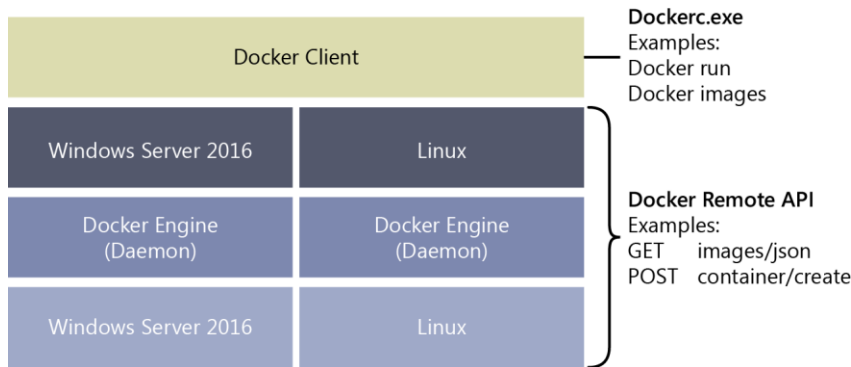 Docker Client
Dockerc.exe
Examples:
Docker run
Docker images
Windows Server 2016
Linux
Docker Engine
(Daemon)
Docker Engine
(Daemon)
Windows Server 2016
Linux
Docker Remote API
Examples:
GET images/json
POST container/create